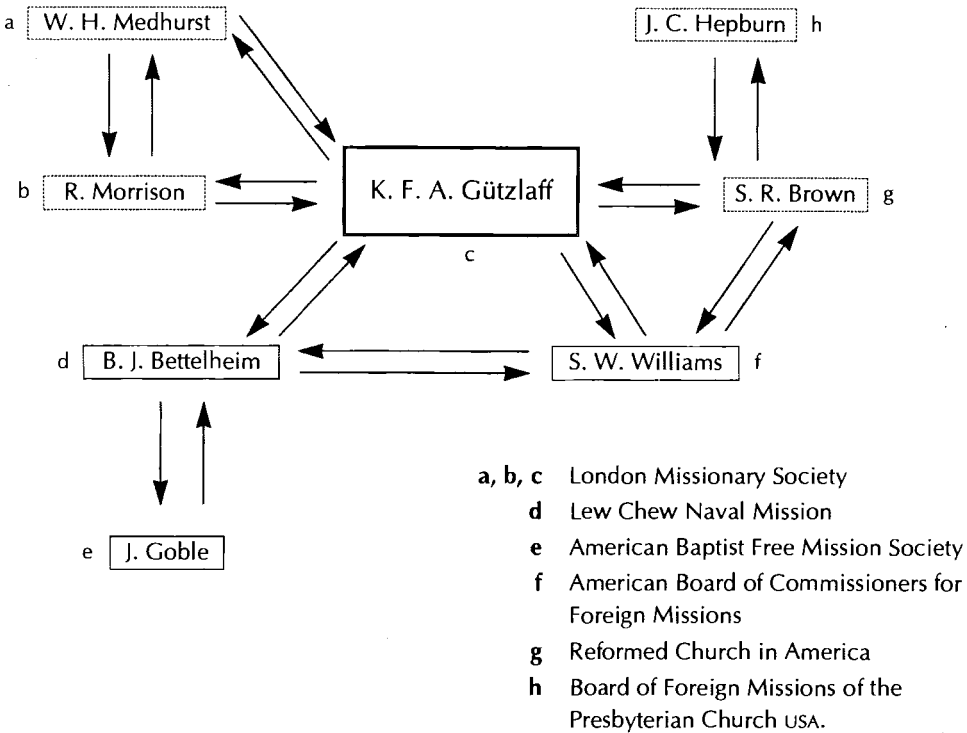 a W. H. Medhurst
J. C. Hepburn h
b R. Morrison
K. F. A. Gützlaff
S. R. Brown g
c
d B. J. Bettelheim
S. W. Williams f
e J. Goble
a, b, c London Missionary Society
d Lew Chew Naval Mission
e American Baptist Free Mission Society
f American Board of Commissioners for
Foreign Missions
g Reformed Church in America
h Board of Foreign Missions of the
Presbyterian Church USA.